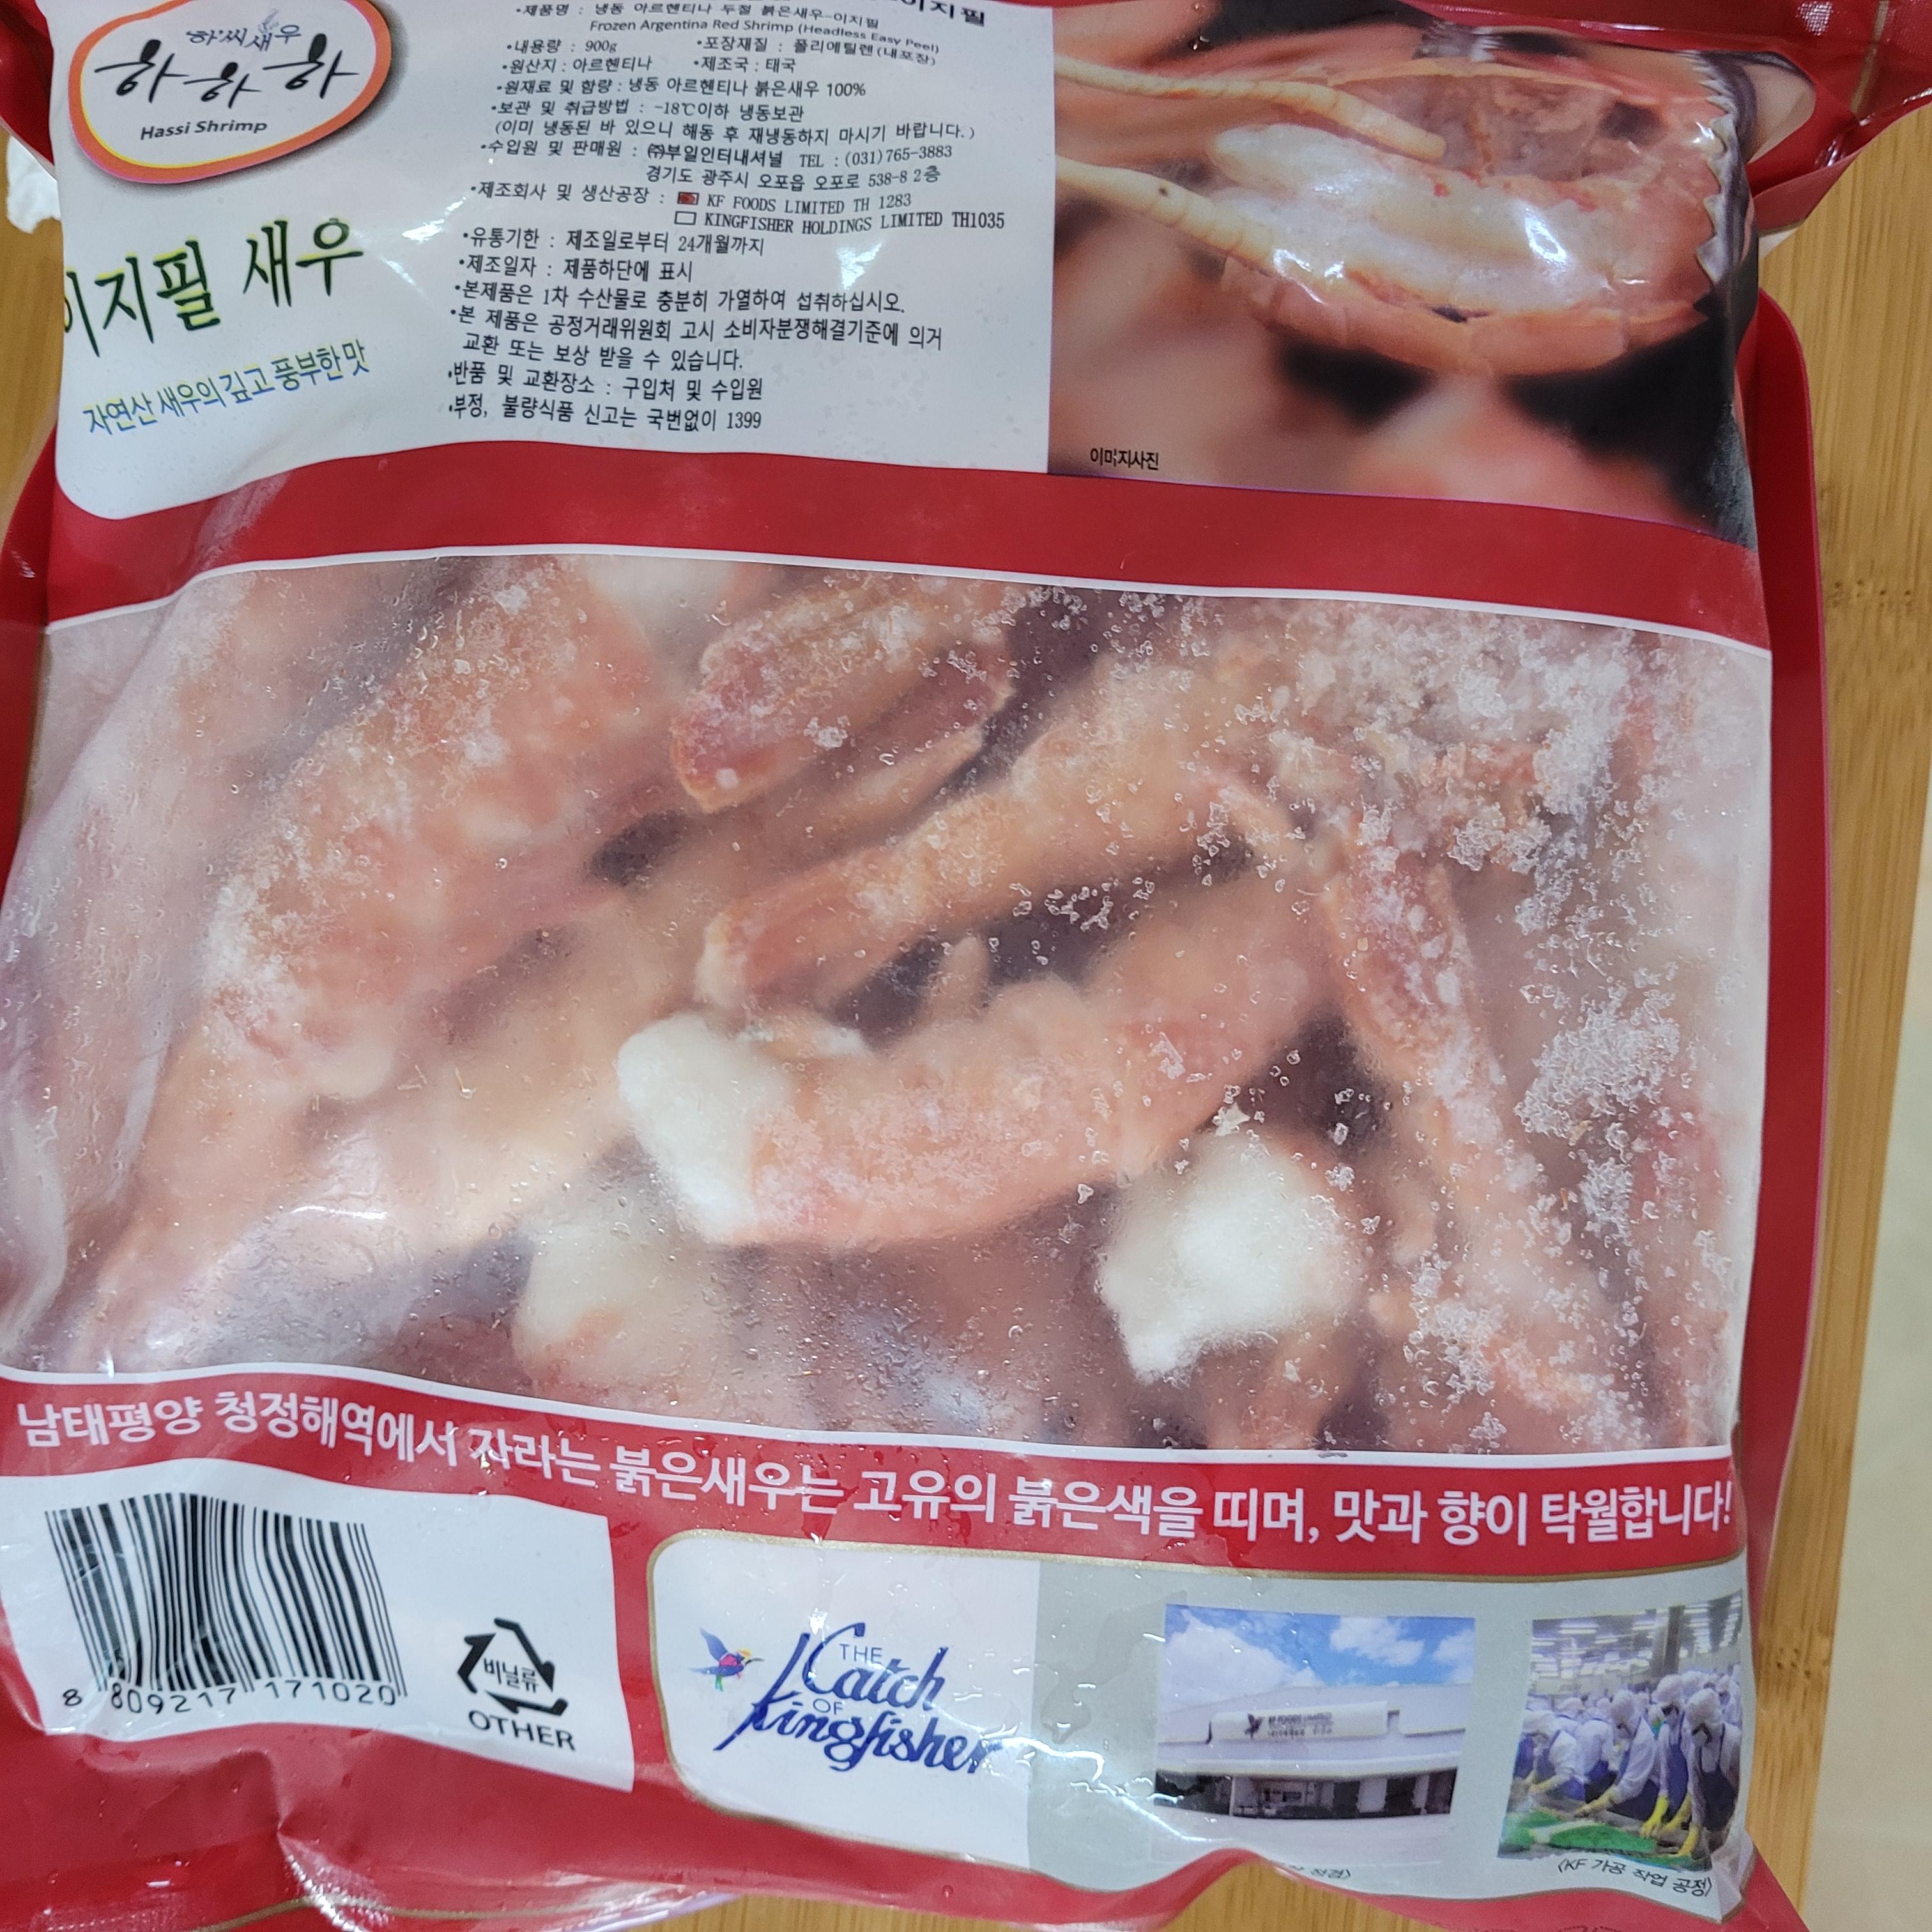 하씨새우
하하하
Hassi Shrimp
이지필 새우
자연산 새우의 깊고 풍부한 맛
이지필
•제품명 : 냉동 아르헨티나 두절 붉은새우-이지필
Frozen Argentina Red Shrimp (Headless Easy Peel)
•내용량 : 900g •포장재질 : 폴리에틸렌(내포장)
•원산지 : 아르헨티나 •제조국 : 태국
•원재료 및 함량 : 냉동 아르헨티나 붉은새우 100%
•보관 및 취급방법 : -18℃이하 냉동보관
(이미 냉동된 바 있으니 해동 후 재냉동하지 마시기 바랍니다.)
•수입원 및 판매원 : ㈜부일인터내셔널 TEL : (031)765-3883
경기도 광주시 오포읍 오포로 538-8 2층
•제조회사 및 생산공장 : KF FOODS LIMITED TH 1283
KINGFISHER HOLDINGS LIMITED TH1035
•유통기한 : 제조일로부터 24개월까지
•제조일자 : 제품하단에 표시
•본제품은 1차 수산물로 충분히 가열하여 섭취하십시오.
•본 제품은 공정거래위원회 고시 소비자분쟁해결기준에 의거
교환 또는 보상 받을 수 있습니다.
•반품 및 교환장소 : 구입처 및 수입원
•부정, 불량식품 신고는 국번없이 1399
이미지사진
남태평양 청정해역에서 자라는 붉은새우는 고유의 붉은색을 띠며, 맛과 향이 탁월합니다!
8 809217 171020
비닐류
OTHER
THE
Catch
OF
Kingfisher
(KF 가공 작업 공정)